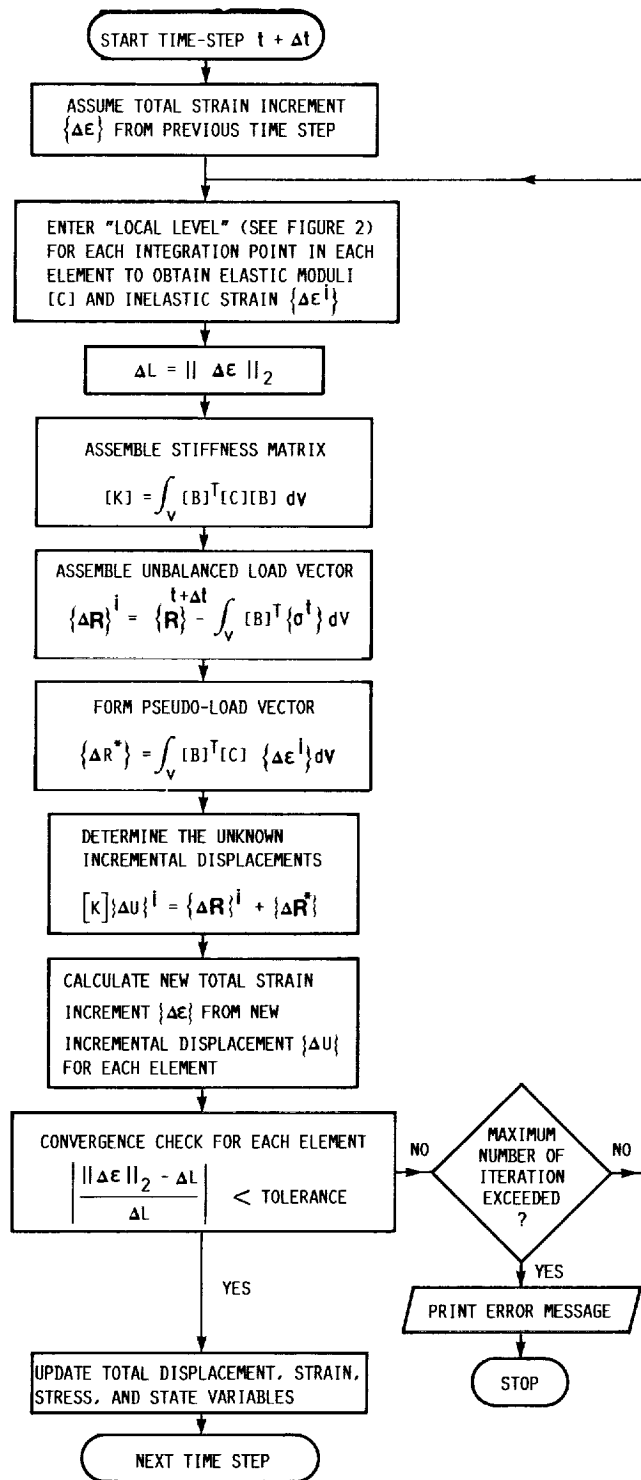 START TIME-STEP t + Δt
ASSUME TOTAL STRAIN INCREMENT
{Δε} FROM PREVIOUS TIME STEP
ENTER "LOCAL LEVEL" (SEE FIGURE 2)
FOR EACH INTEGRATION POINT IN EACH
ELEMENT TO OBTAIN ELASTIC MODULI
[C] AND INELASTIC STRAIN {Δε^i}
ΔL = || Δε ||_2
ASSEMBLE STIFFNESS MATRIX
[K] = ∫_V [B]^T[C][B] dV
ASSEMBLE UNBALANCED LOAD VECTOR
{ΔR}^i = {R}^{t+Δt} - ∫_V [B]^T {σ^t} dV
FORM PSEUDO-LOAD VECTOR
{ΔR*} = ∫_V [B]^T[C] {Δε^i}dV
DETERMINE THE UNKNOWN
INCREMENTAL DISPLACEMENTS
[K]}ΔU{^i = {ΔR}^i + }ΔR*{
CALCULATE NEW TOTAL STRAIN
INCREMENT }Δε{ FROM NEW
INCREMENTAL DISPLACEMENT }ΔU{
FOR EACH ELEMENT
CONVERGENCE CHECK FOR EACH ELEMENT
| (||Δε||_2 - ΔL) / ΔL | < TOLERANCE
NO
MAXIMUM
NUMBER OF
ITERATION
EXCEEDED
?
NO
YES
YES
PRINT ERROR MESSAGE
STOP
UPDATE TOTAL DISPLACEMENT, STRAIN,
STRESS, AND STATE VARIABLES
NEXT TIME STEP